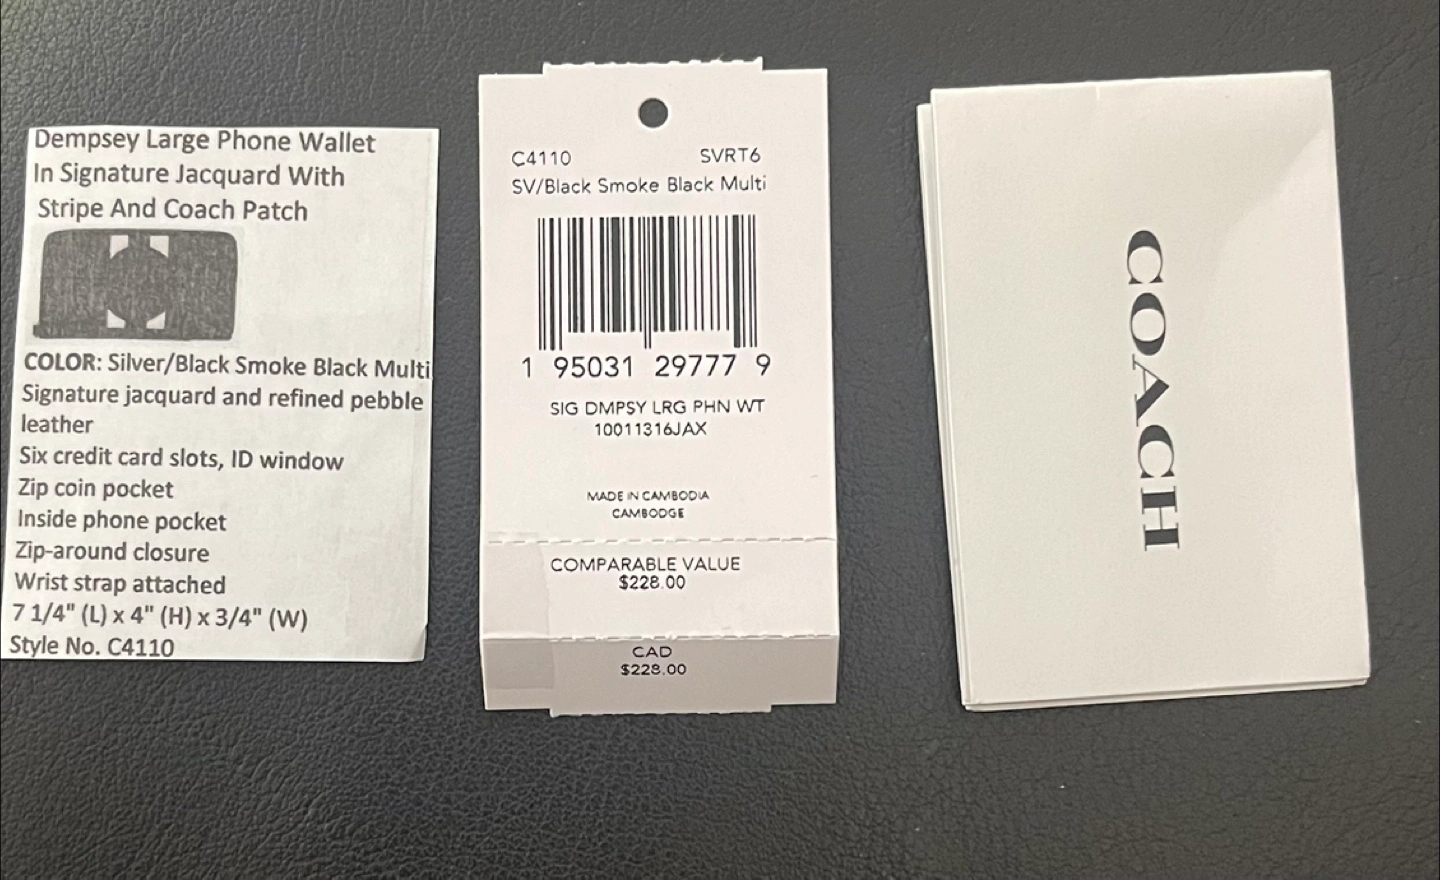 Dempsey Large Phone Wallet
In Signature Jacquard With
Stripe And Coach Patch
COLOR: Silver/Black Smoke Black Multi
Signature jacquard and refined pebble
leather
Six credit card slots, ID window
Zip coin pocket
Inside phone pocket
Zip-around closure
Wrist strap attached
7 1/4" (L) x 4" (H) x 3/4" (W)
Style No. C4110
C4110 SVRT6
SV/Black Smoke Black Multi
1 95031 29777 9
SIG DMPSY LRG PHN WT
10011316JAX
MADE IN CAMBODIA
CAMBODGE
COMPARABLE VALUE
$228.00
CAD
$228.00
COACH